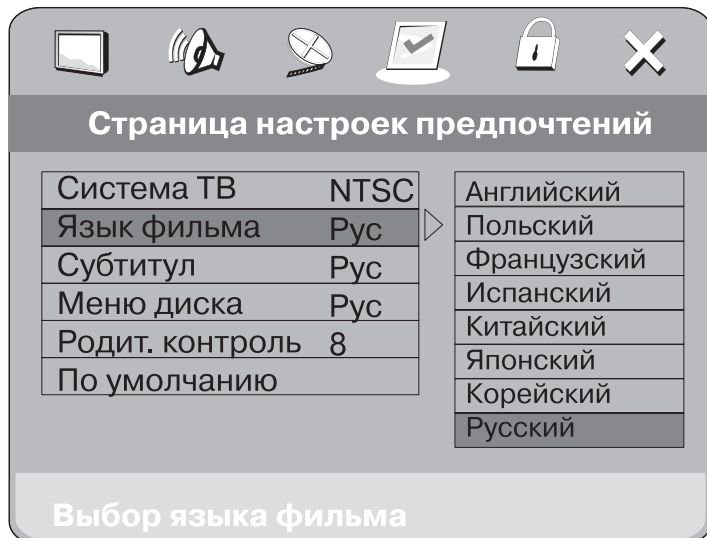 Страница настроек предпочтений
Система ТВ NTSC
Язык фильма Рус
Субтитул Рус
Меню диска Рус
Родит. контроль 8
По умолчанию
Английский
Польский
Французский
Испанский
Китайский
Японский
Корейский
Русский
Выбор языка фильма